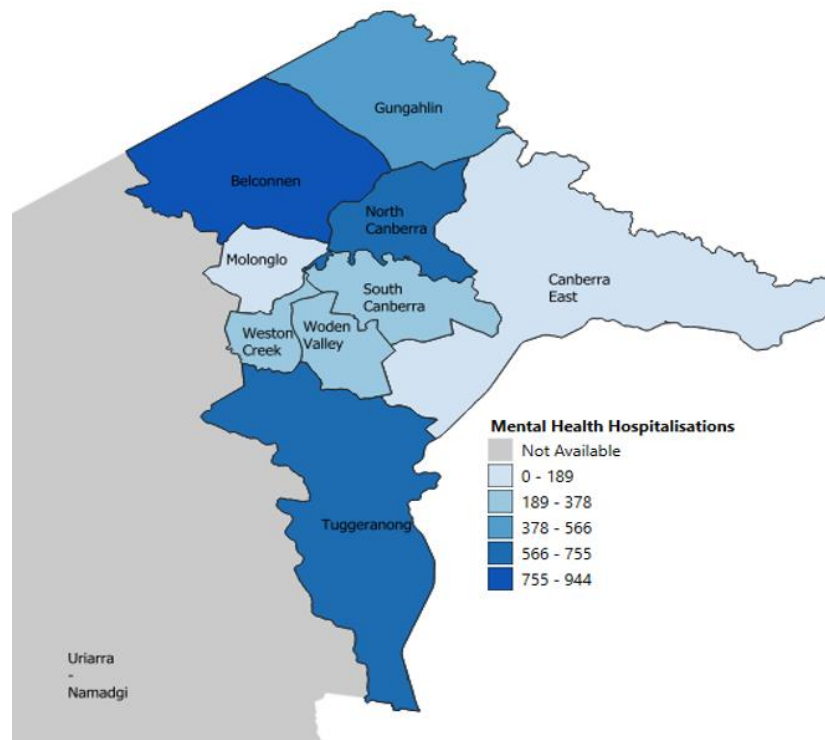 Gungahlin
Belconnen
North
Canberra
Molonglo
South
Canberra
Canberra
East
Weston
Creek
Woden
Valley
Tuggeranong
Uriarra
-
Namadgi
Mental Health Hospitalisations
Not Available
0 - 189
189 - 378
378 - 566
566 - 755
755 - 944